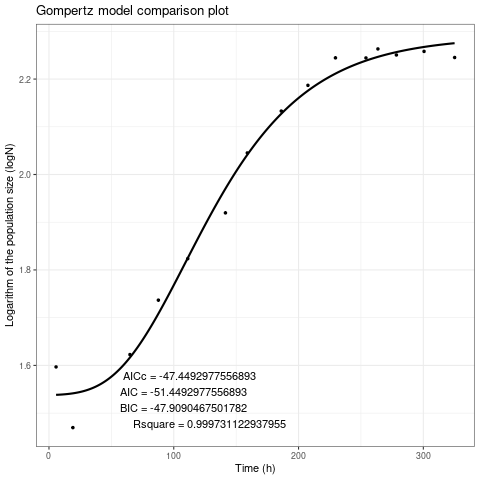 Gompertz model comparison plot
Logarithm of the population size (logN)
2.2
2.0
1.8
1.6
AICc = -47.4492977556893
AIC = -51.4492977556893
BIC = -47.9090467501782
Rsquare = 0.999731122937955
0 100 200 300
Time (h)